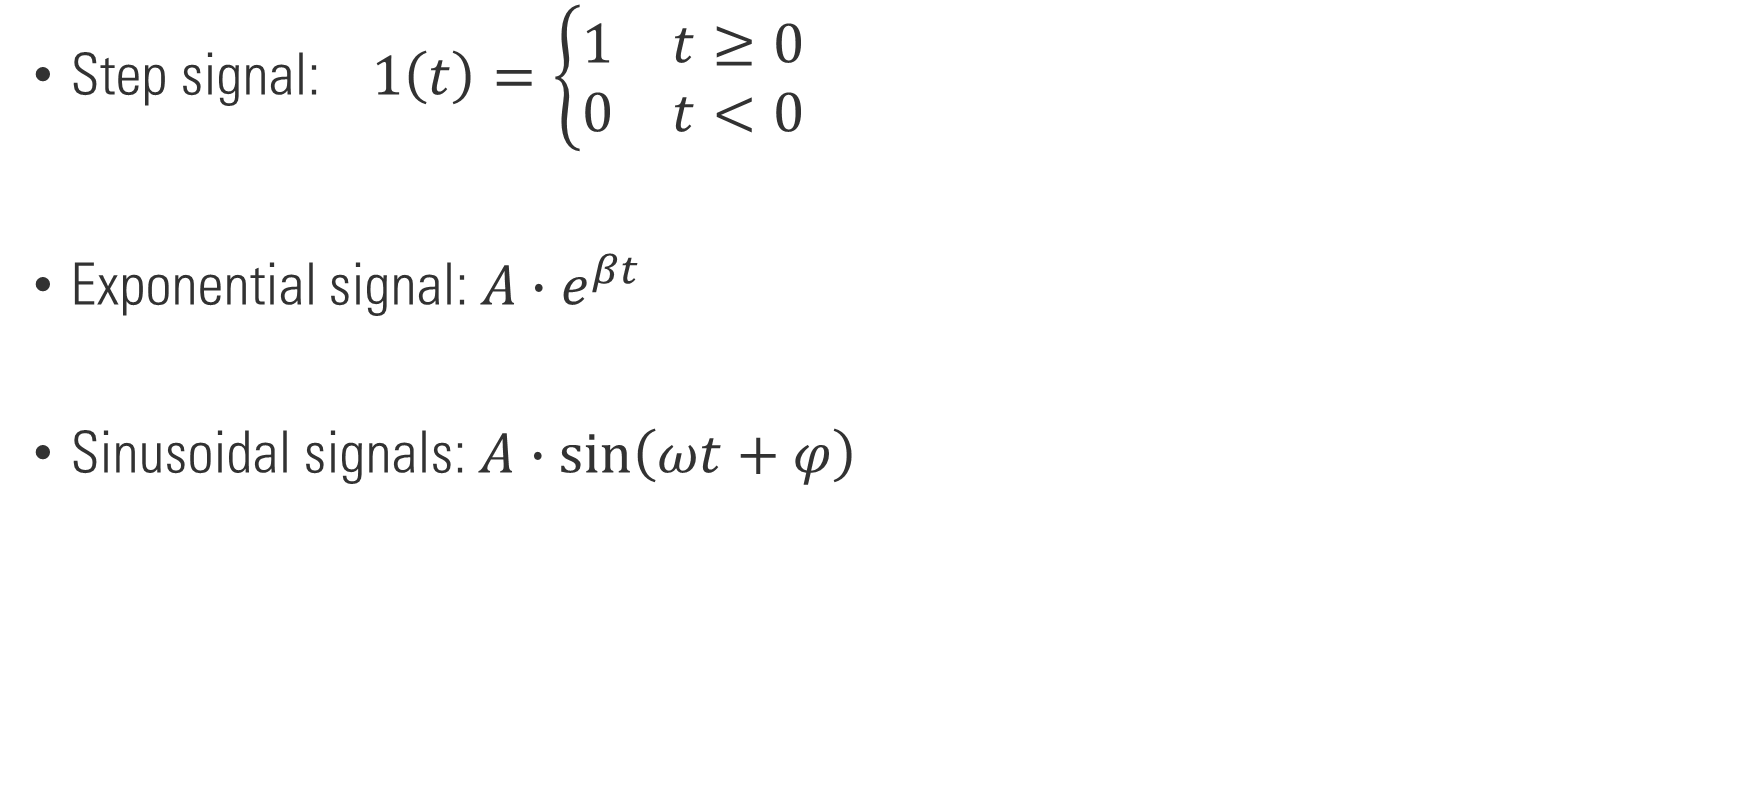 • Step signal: 1(t) = { 1 t ≥ 0
0 t < 0
• Exponential signal: A · e^{βt}
• Sinusoidal signals: A · sin(ωt + φ)